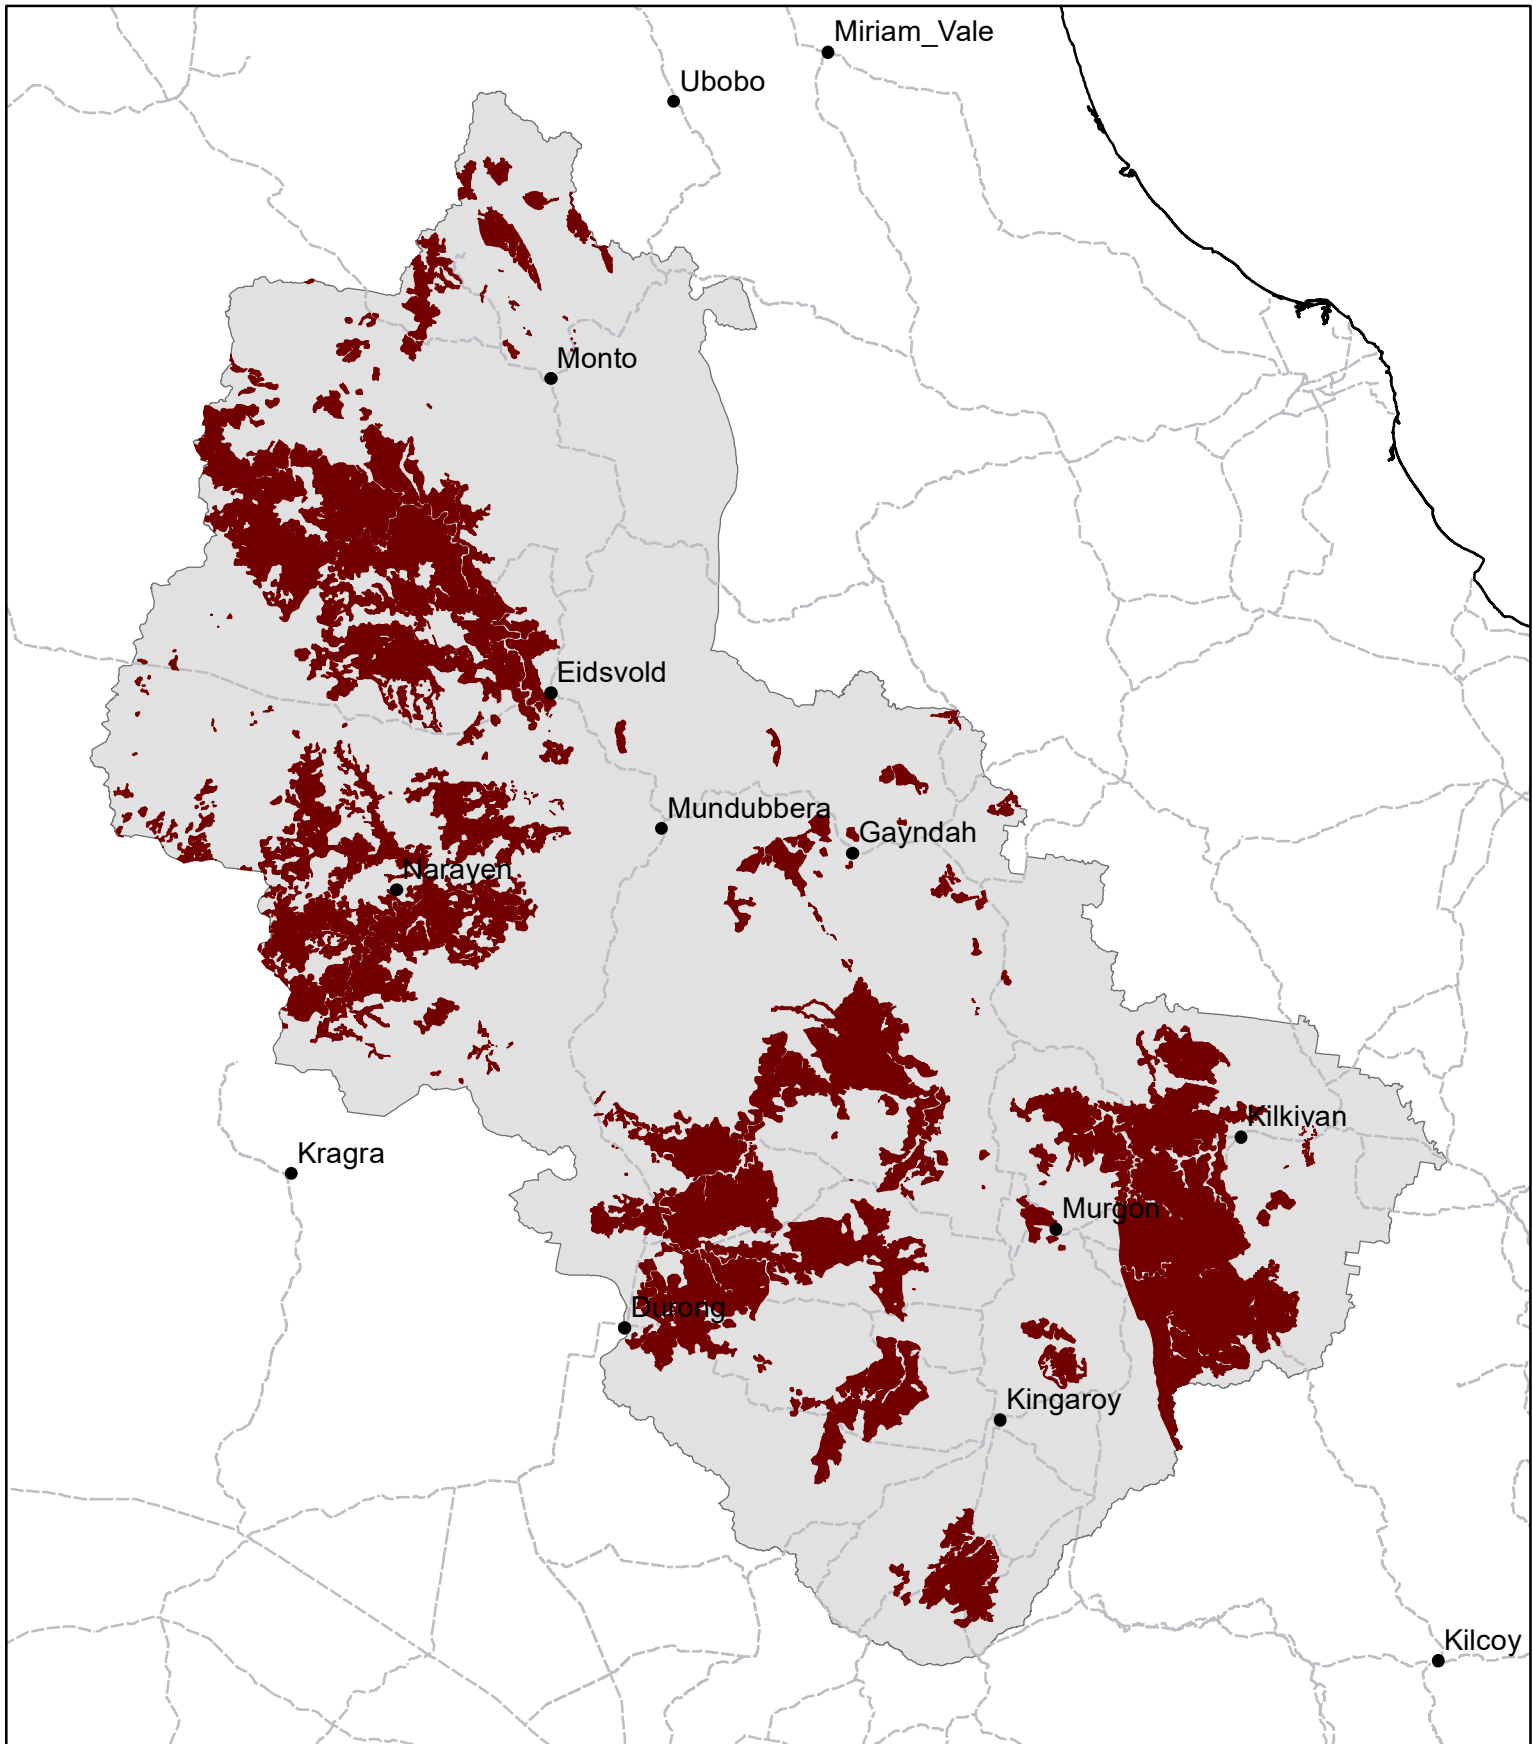 Miriam_Vale
Ubobo
Monto
Eidsvold
Mundubbera
Gayndah
Narayen
Kilkivan
Kragra
Murgon
Durong
Kingaroy
Kilcoy